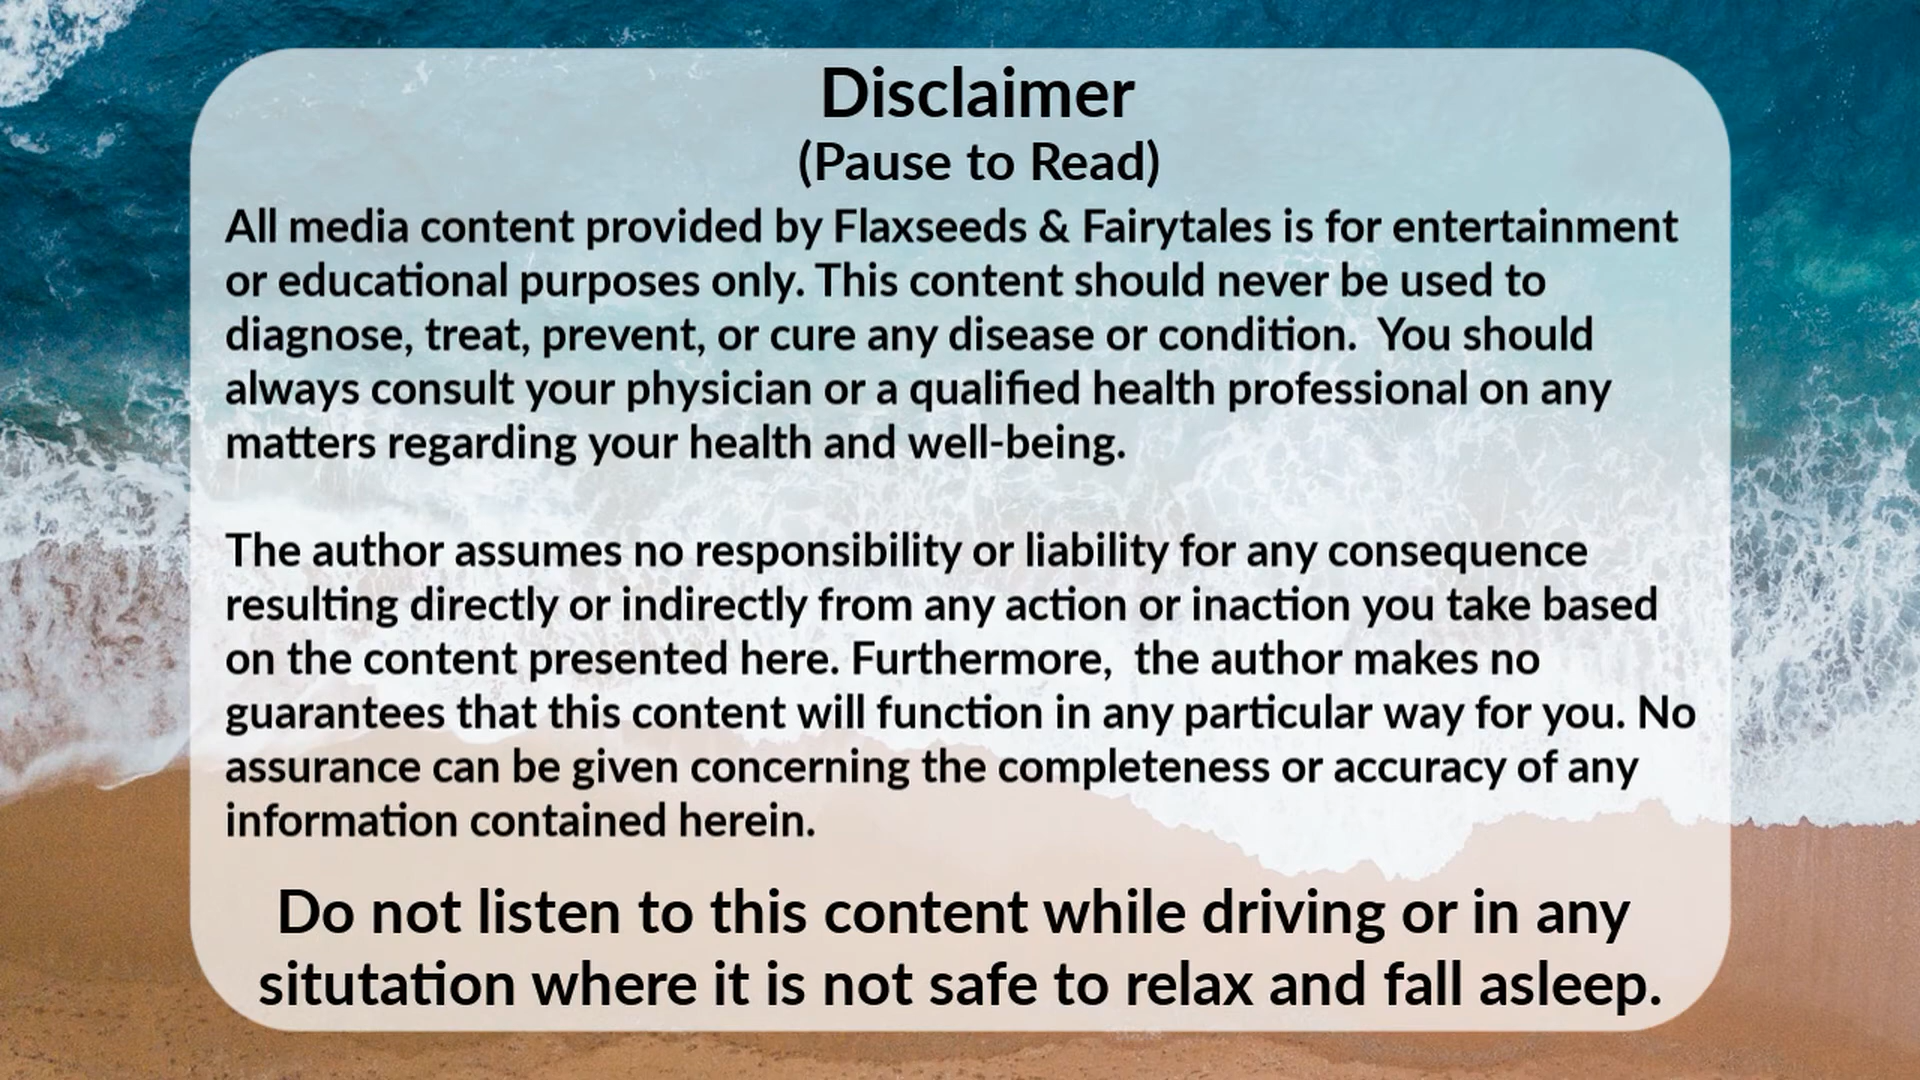 Disclaimer
(Pause to Read)
All media content provided by Flaxseeds & Fairytales is for entertainment
or educational purposes only. This content should never be used to
diagnose, treat, prevent, or cure any disease or condition.  You should
always consult your physician or a qualified health professional on any
matters regarding your health and well-being.
The author assumes no responsibility or liability for any consequence
resulting directly or indirectly from any action or inaction you take based
on the content presented here. Furthermore,  the author makes no
guarantees that this content will function in any particular way for you. No
assurance can be given concerning the completeness or accuracy of any
information contained herein.
Do not listen to this content while driving or in any
situtation where it is not safe to relax and fall asleep.